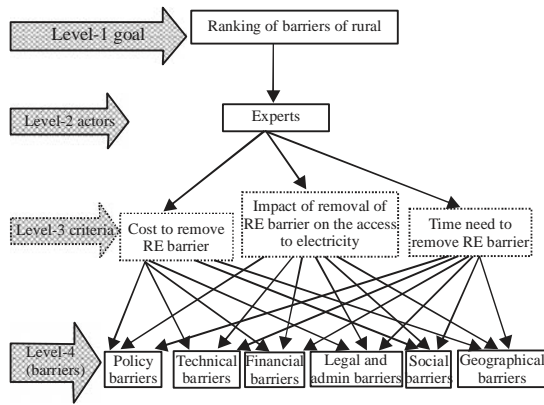 Level-1 goal
Ranking of barriers of rural
Level-2 actors
Experts
Level-3 criteria
Cost to remove
RE barrier
Impact of removal of
RE barrier on the access
to electricity
Time need to
remove RE barrier
Level-4
(barriers)
Policy
barriers
Technical
barriers
Financial
barriers
Legal and
admin barriers
Social
barriers
Geographical
barriers